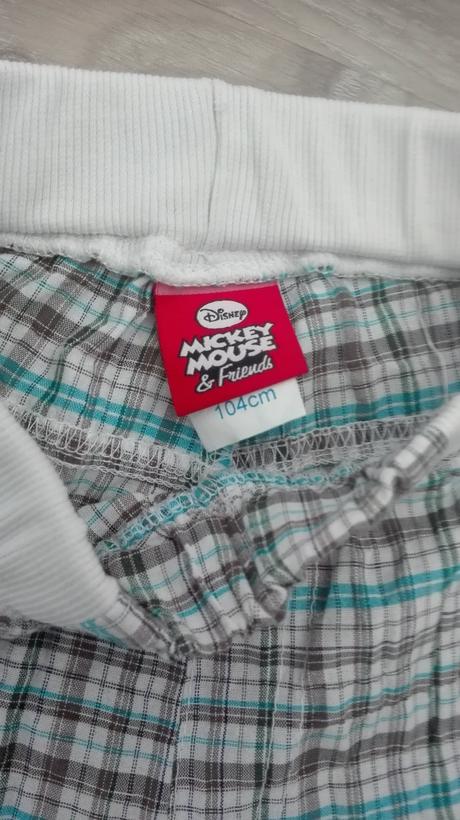 Disney
MICKEY
MOUSE
& Friends
104cm